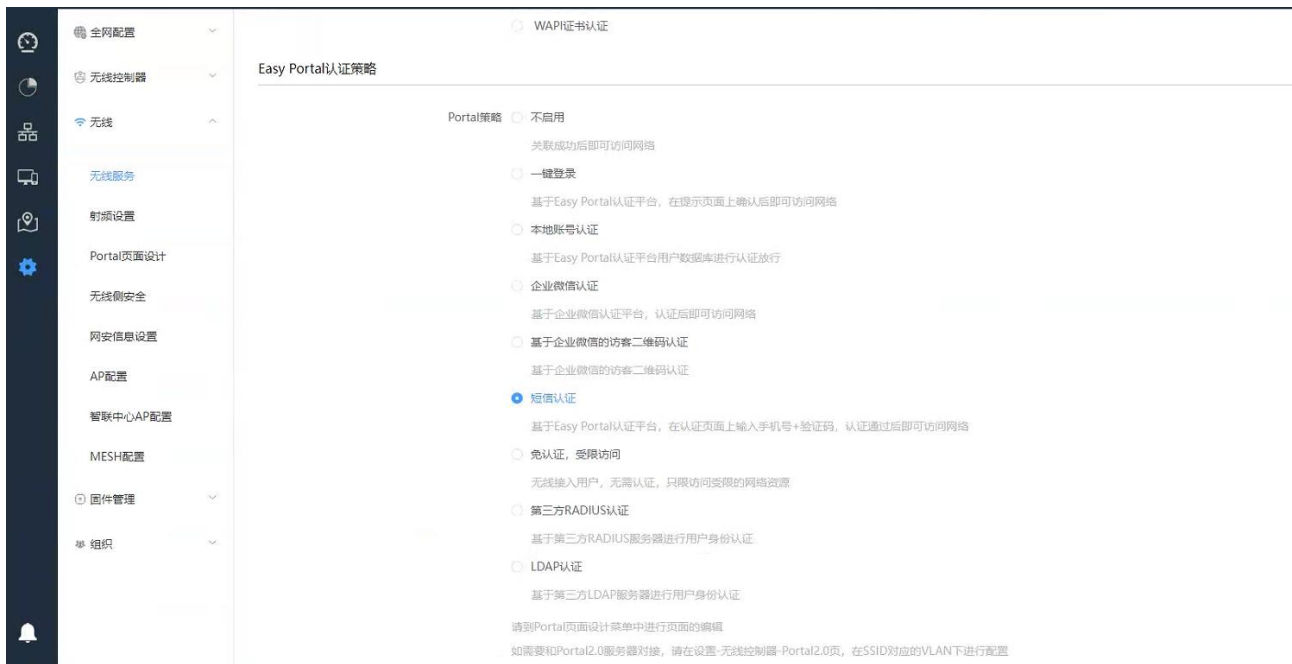 全网配置
无线控制器
无线
无线服务
射频设置
Portal页面设计
无线侧安全
网安信息设置
AP配置
智联中心AP配置
MESH配置
固件管理
组织
WAPI证书认证
Easy Portal认证策略
Portal策略 不启用
关联成功后即可访问网络
一键登录
基于Easy Portal认证平台，在提示页面上确认后即可访问网络
本地账号认证
基于Easy Portal认证平台用户数据库进行认证放行
企业微信认证
基于企业微信认证平台，认证后即可访问网络
基于企业微信的访客二维码认证
基于企业微信的访客二维码认证
短信认证
基于Easy Portal认证平台，在认证页面上输入手机号+验证码，认证通过后即可访问网络
免认证，受限访问
无线接入用户，无需认证，只限访问受限的网络资源
第三方RADIUS认证
基于第三方RADIUS服务器进行用户身份认证
LDAP认证
基于第三方LDAP服务器进行用户身份认证
请到Portal页面设计菜单中进行页面的编辑
如需要和Portal2.0服务器对接，请在设置-无线控制器-Portal2.0页，在SSID对应的VLAN下进行配置